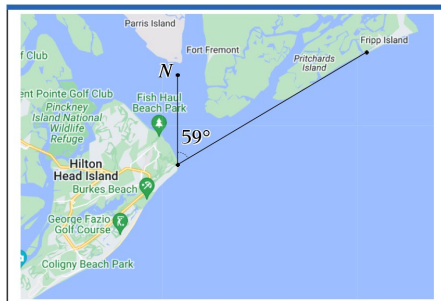 Parris Island
Fripp Island
Fort Fremont
f Club
Pritchards
Island
N
ent Pointe Golf Club
Pinckney
Island National
Wildlife
Refuge
Fish Haul
Beach Park
59°
Hilton
Head Island
Burkes Beach
George Fazio
Golf Course
Coligny Beach Park